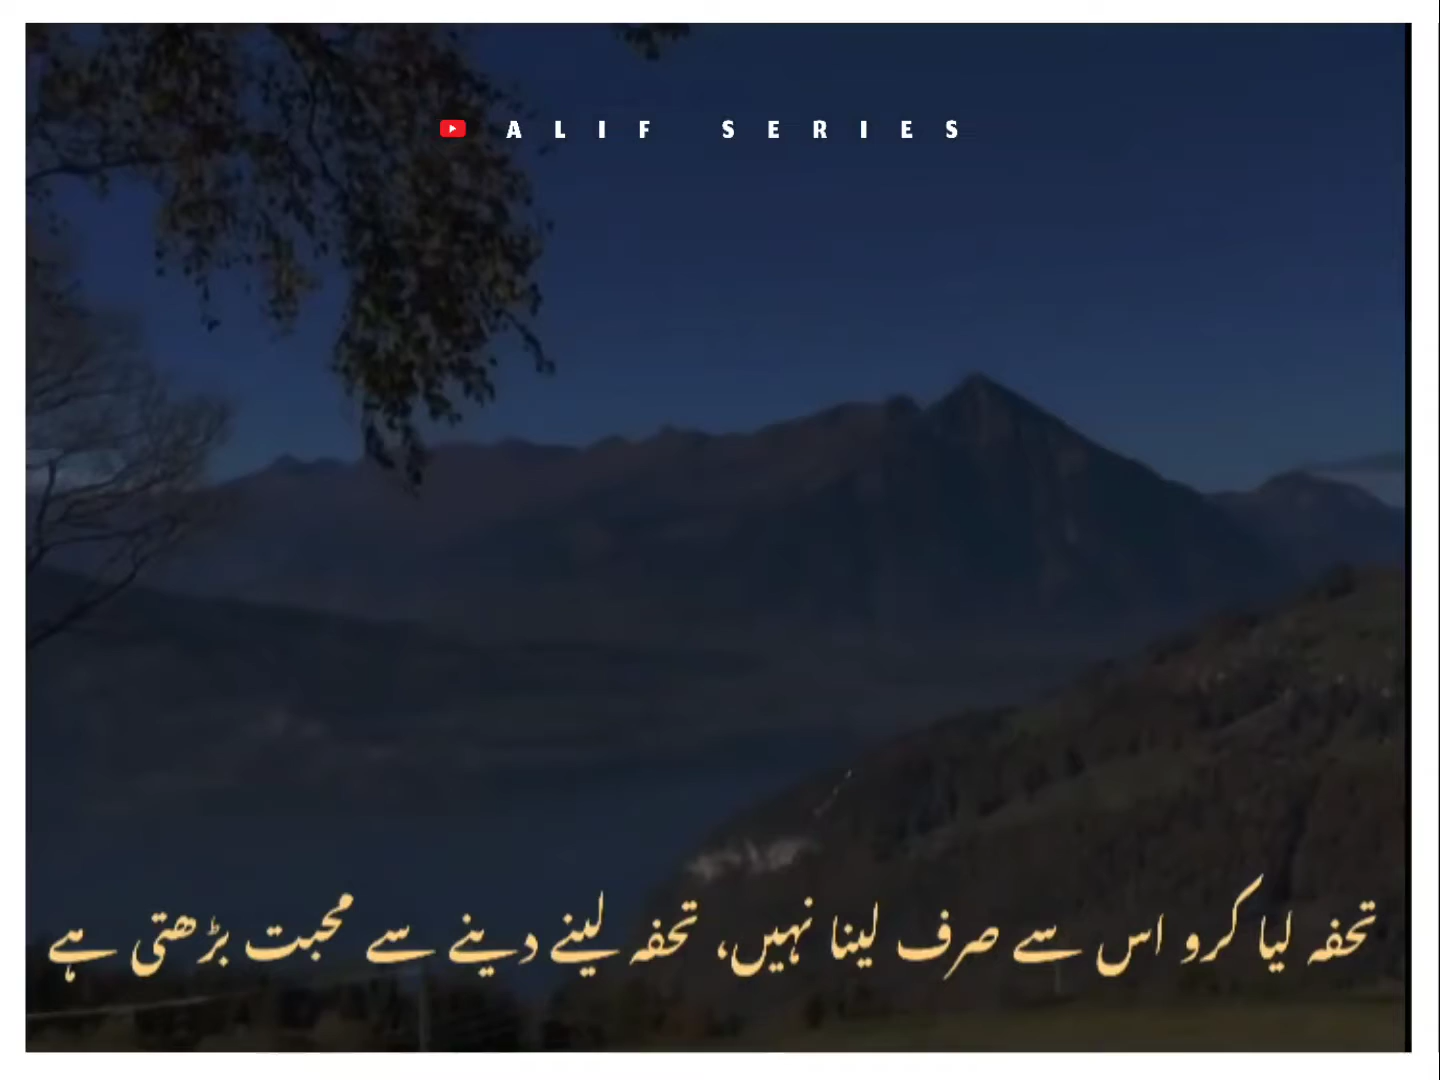 ALIF SERIES
تحفہ لیا کرو اس سے صرف لینا نہیں، تحفہ لینے دینے سے محبت بڑھتی ہے